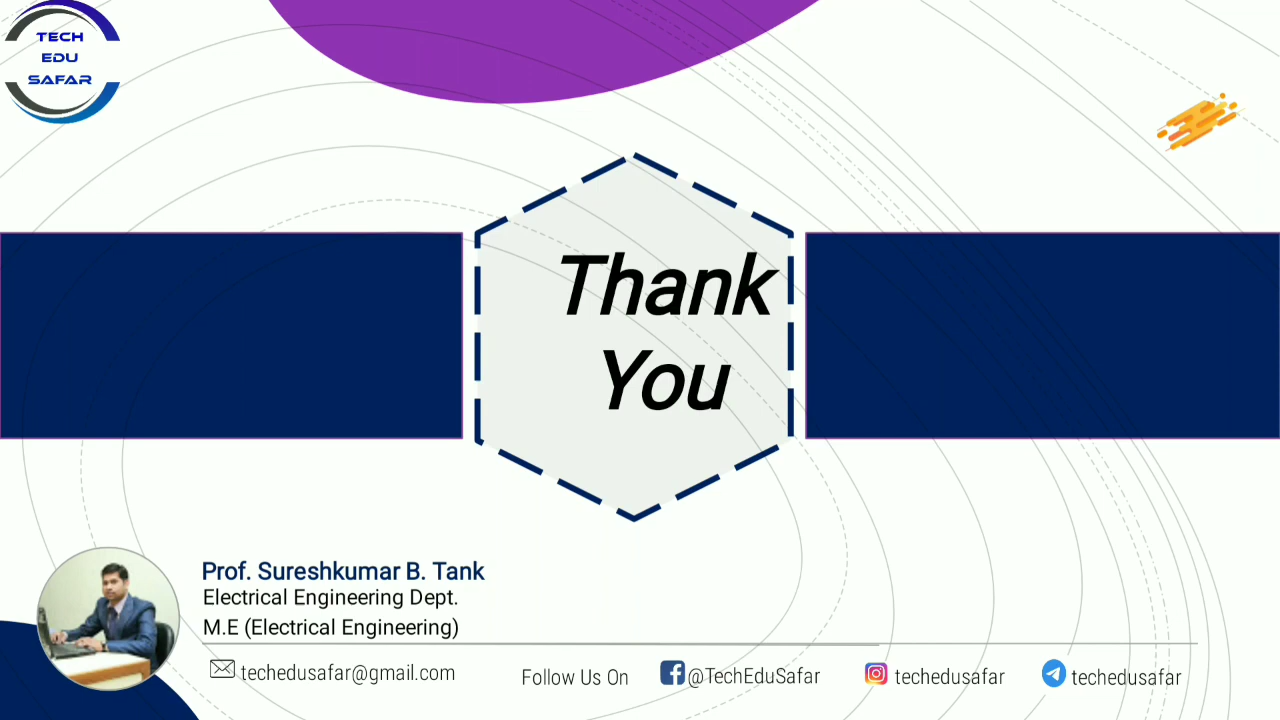 TECH
EDU
SAFAR
Thank
You
Prof. Sureshkumar B. Tank
Electrical Engineering Dept.
M.E (Electrical Engineering)
techedusafar@gmail.com
Follow Us On
@TechEduSafar
techedusafar
techedusafar